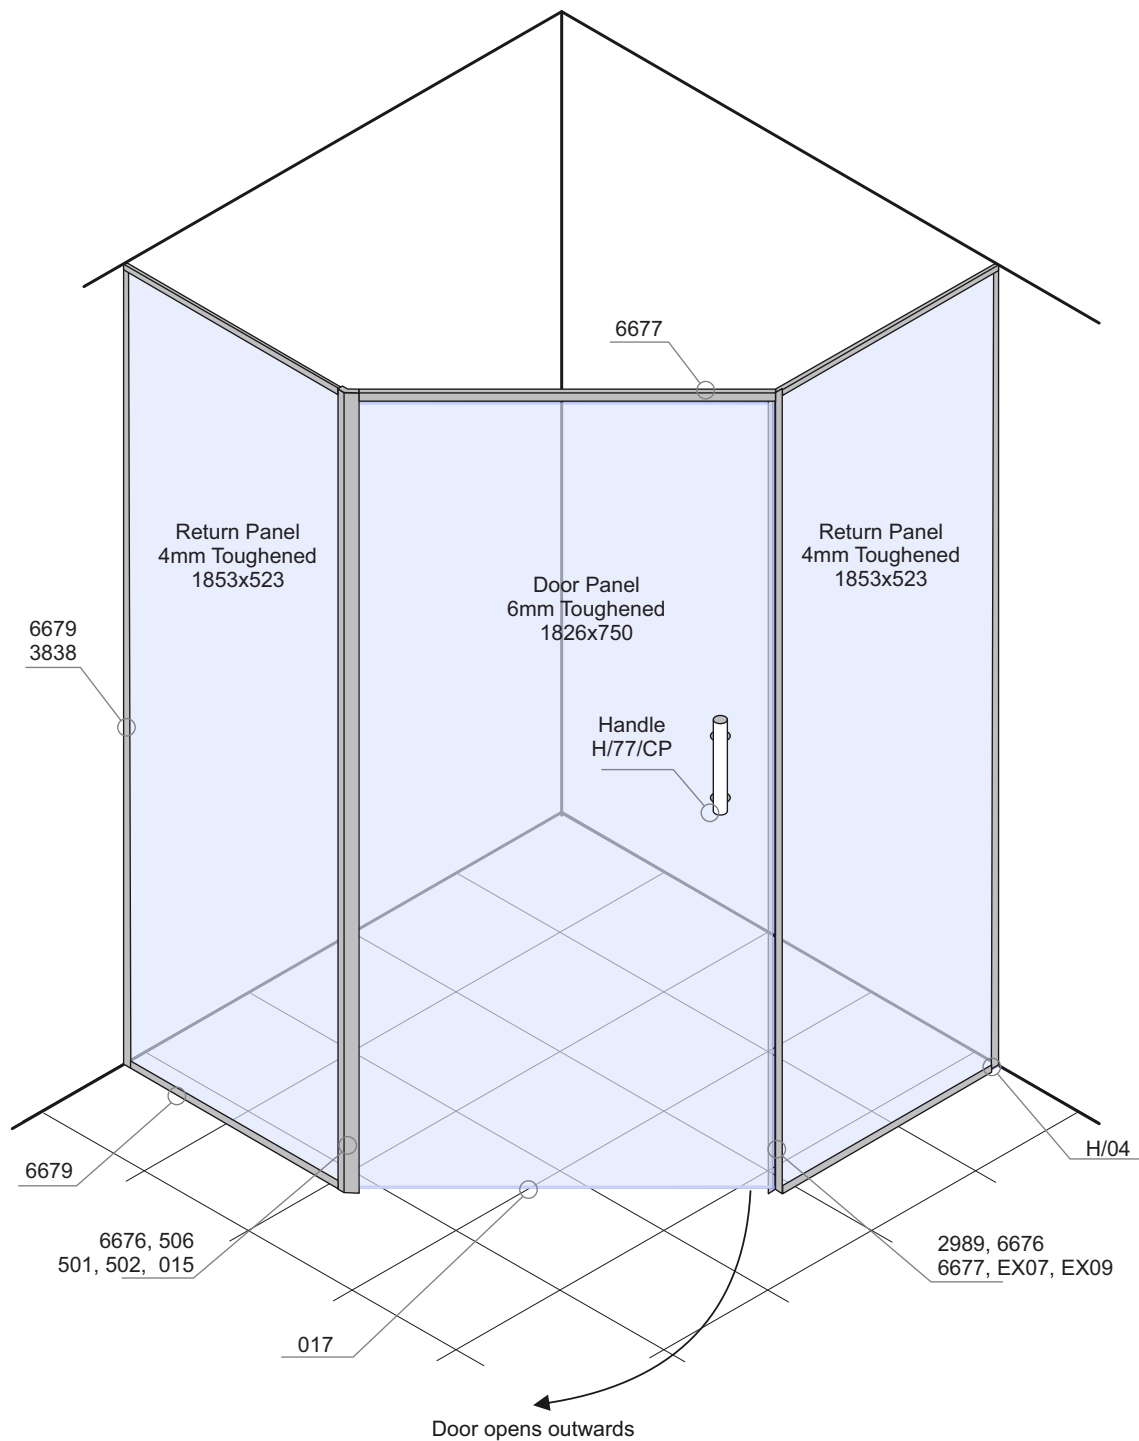 6677
Return Panel
4mm Toughened
1853x523
Return Panel
4mm Toughened
1853x523
Door Panel
6mm Toughened
1826x750
6679
3838
Handle
H/77/CP
H/04
6679
6676, 506
501, 502, 015
2989, 6676
6677, EX07, EX09
017
Door opens outwards